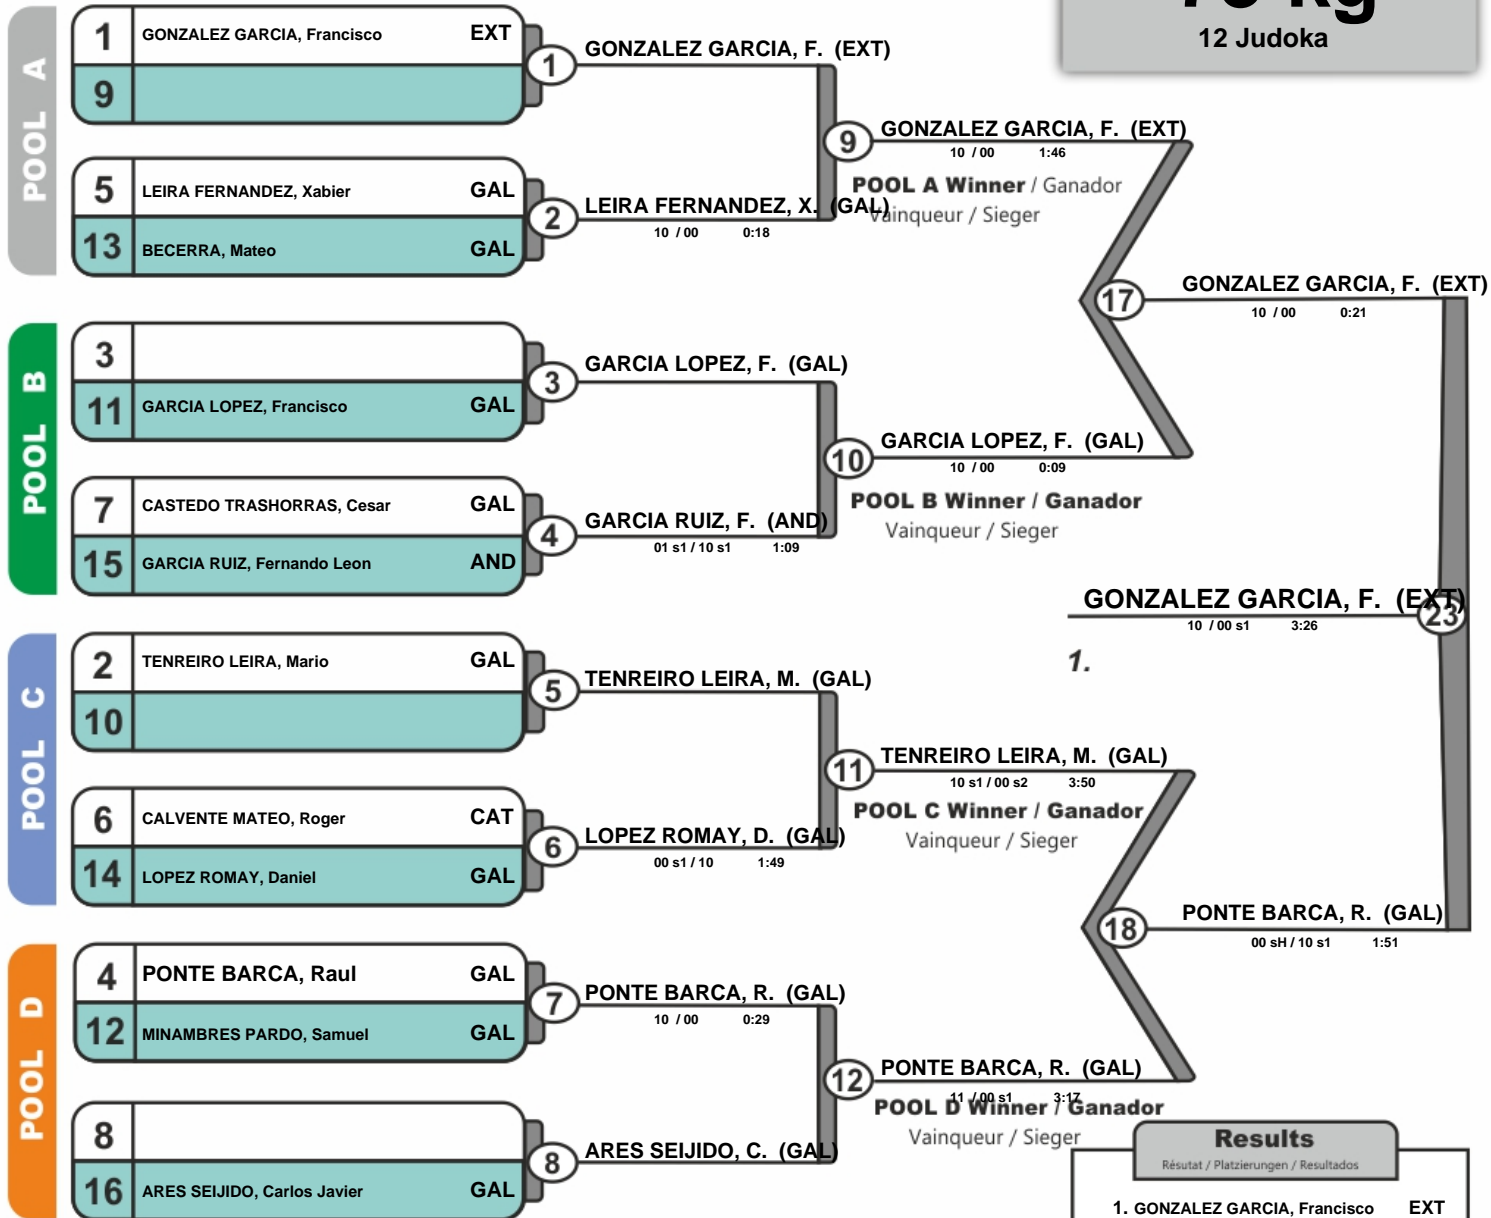 kg
12 Judoka
POOL A
1 GONZALEZ GARCIA, Francisco EXT
9
1
GONZALEZ GARCIA, F. (EXT)
5 LEIRA FERNANDEZ, Xabier GAL
13 BECERRA, Mateo GAL
2
LEIRA FERNANDEZ, X. (GAL)
10 / 00 0:18
9
GONZALEZ GARCIA, F. (EXT)
10 / 00 1:46
POOL A Winner / Ganador
Vainqueur / Sieger
POOL B
3
11 GARCIA LOPEZ, Francisco GAL
3
GARCIA LOPEZ, F. (GAL)
7 CASTEDO TRASHORRAS, Cesar GAL
15 GARCIA RUIZ, Fernando Leon AND
4
GARCIA RUIZ, F. (AND)
01 s1 / 10 s1 1:09
10
GARCIA LOPEZ, F. (GAL)
10 / 00 0:09
POOL B Winner / Ganador
Vainqueur / Sieger
17
GONZALEZ GARCIA, F. (EXT)
10 / 00 0:21
GONZALEZ GARCIA, F. (EXT)
23
10 / 00 s1 3:26
1.
POOL C
2 TENREIRO LEIRA, Mario GAL
10
5
TENREIRO LEIRA, M. (GAL)
6 CALVENTE MATEO, Roger CAT
14 LOPEZ ROMAY, Daniel GAL
6
LOPEZ ROMAY, D. (GAL)
00 s1 / 10 1:49
11
TENREIRO LEIRA, M. (GAL)
10 s1 / 00 s2 3:50
POOL C Winner / Ganador
Vainqueur / Sieger
POOL D
4 PONTE BARCA, Raul GAL
12 MINAMBRES PARDO, Samuel GAL
7
PONTE BARCA, R. (GAL)
10 / 00 0:29
8
16 ARES SEIJIDO, Carlos Javier GAL
8
ARES SEIJIDO, C. (GAL)
12
PONTE BARCA, R. (GAL)
11 / 00 s1 3:17
POOL D Winner / Ganador
Vainqueur / Sieger
18
PONTE BARCA, R. (GAL)
00 sH / 10 s1 1:51
Results
Résutat / Platzierungen / Resultados
1. GONZALEZ GARCIA, Francisco EXT